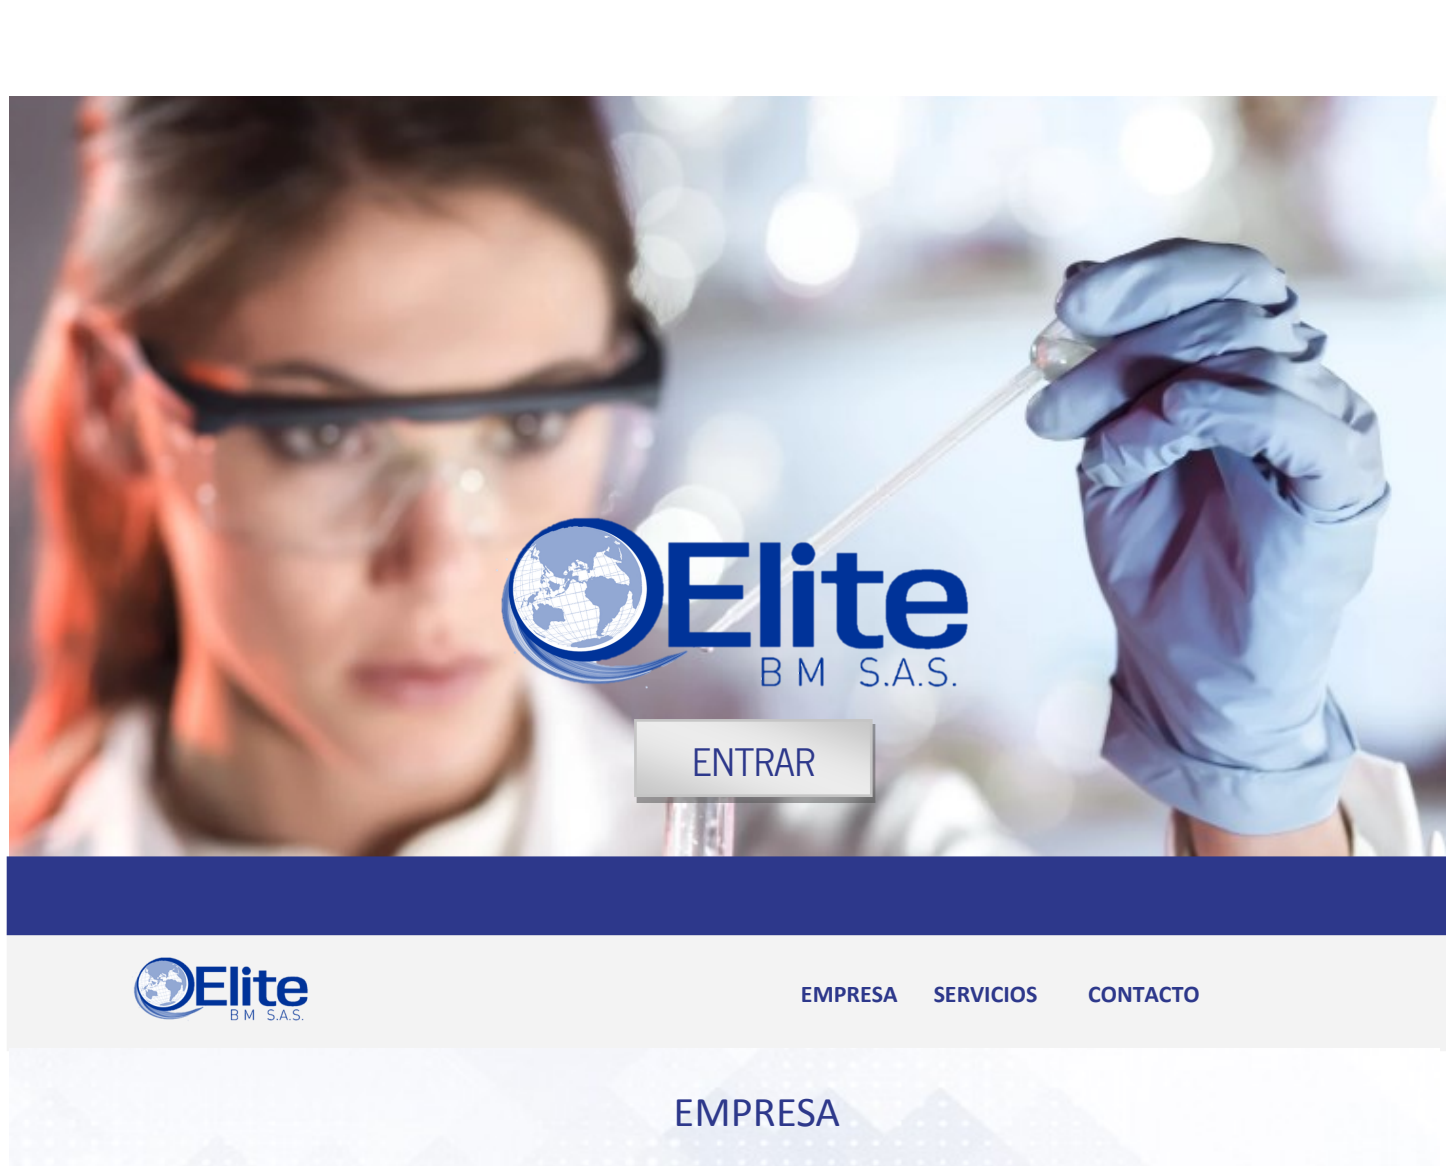 Elite
BM S.A.S.
ENTRAR
Elite
BM S.A.S.
EMPRESA SERVICIOS CONTACTO
EMPRESA